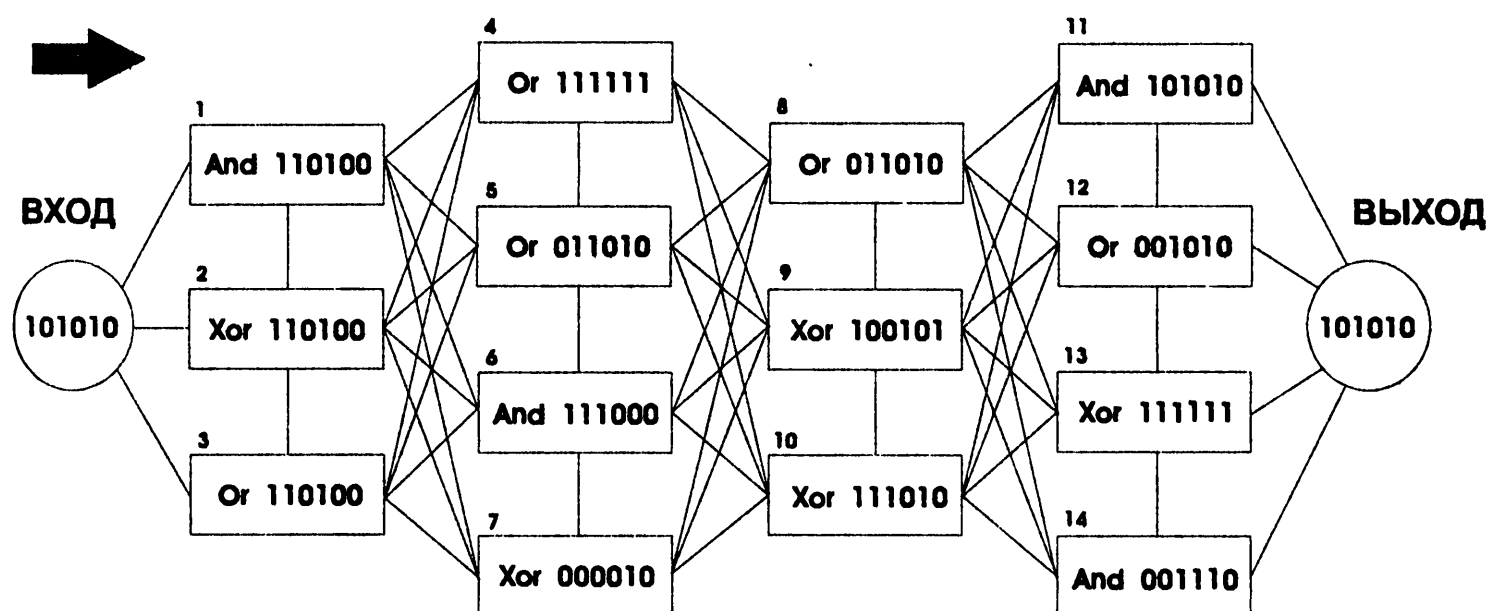 ВХОД
101010
1
And 110100
2
Xor 110100
3
Or 110100
4
Or 111111
5
Or 011010
6
And 111000
7
Xor 000010
8
Or 011010
9
Xor 100101
10
Xor 111010
11
And 101010
12
Or 001010
13
Xor 111111
14
And 001110
ВЫХОД
101010